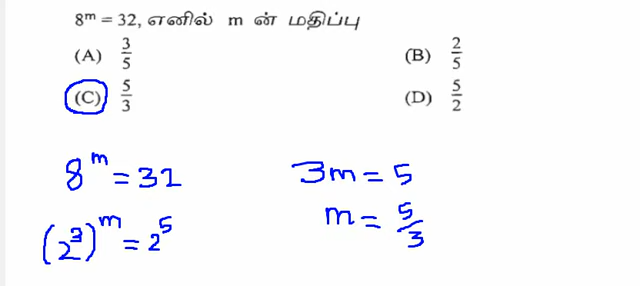 8ᵐ = 32, எனில் m ன் மதிப்பு
(A) 3/5 (B) 2/5
(C) 5/3 (D) 5/2
8ᵐ = 32 3m = 5
(2³)ᵐ = 2⁵ m = 5/3